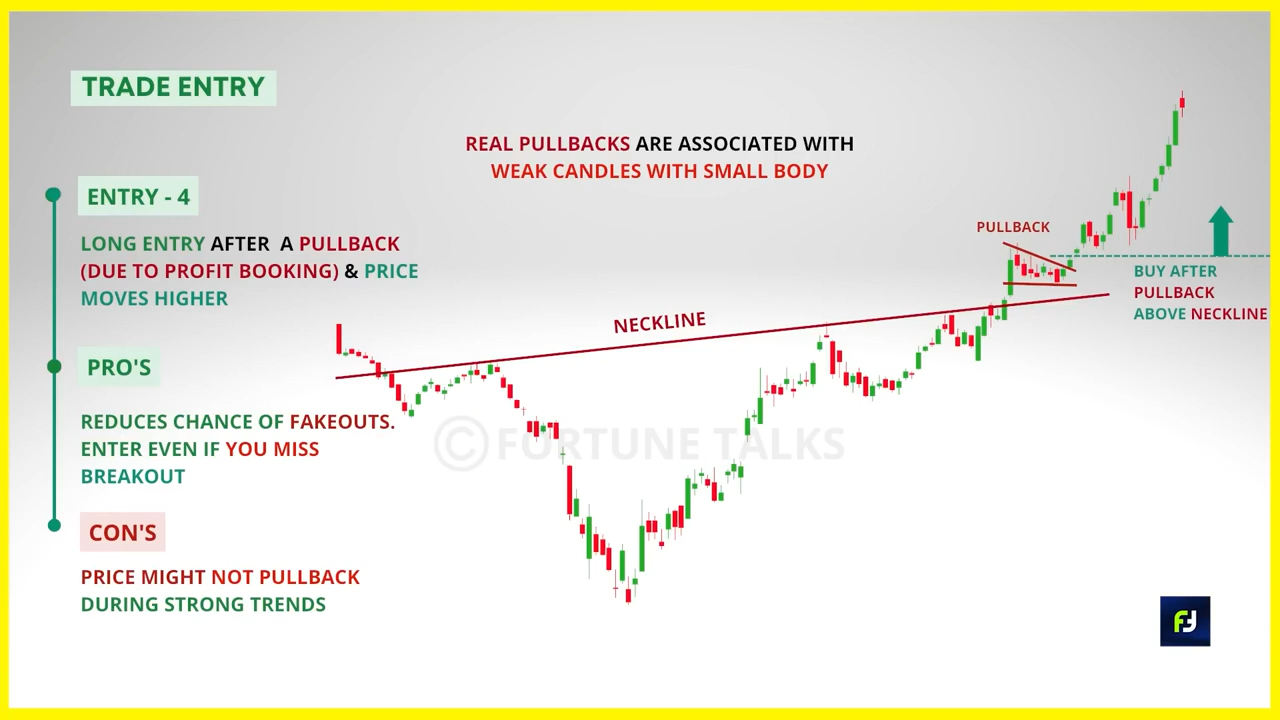 TRADE ENTRY
REAL PULLBACKS ARE ASSOCIATED WITH
WEAK CANDLES WITH SMALL BODY
ENTRY - 4
LONG ENTRY AFTER A PULLBACK
(DUE TO PROFIT BOOKING) & PRICE
MOVES HIGHER
PRO'S
REDUCES CHANCE OF FAKEOUTS.
ENTER EVEN IF YOU MISS
BREAKOUT
CON'S
PRICE MIGHT NOT PULLBACK
DURING STRONG TRENDS
NECKLINE
PULLBACK
BUY AFTER
PULLBACK
ABOVE NECKLINE
© FORTUNE TALKS